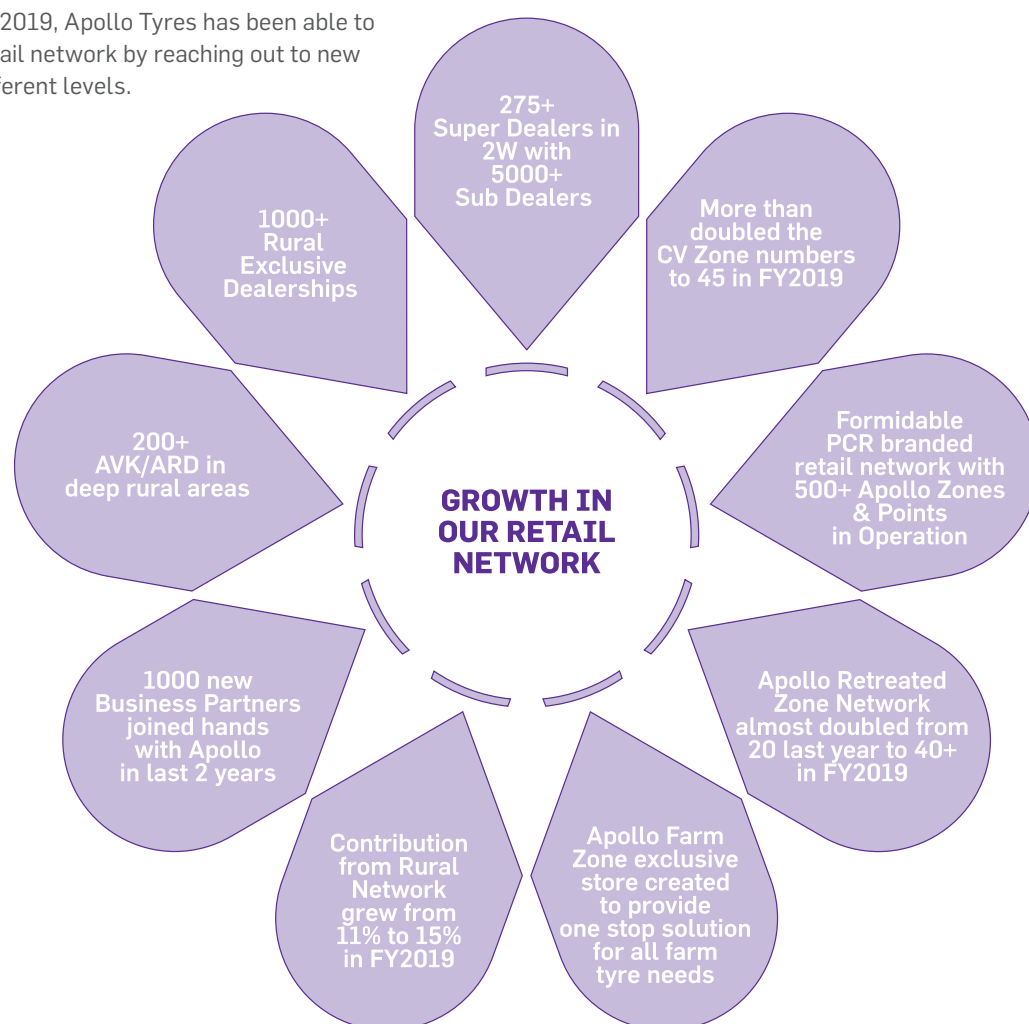 2019, Apollo Tyres has been able to
ail network by reaching out to new
ferent levels.
275+
Super Dealers in
2W with
5000+
Sub Dealers
More than
doubled the
CV Zone numbers
to 45 in FY2019
Formidable
PCR branded
retail network with
500+ Apollo Zones
& Points
in Operation
Apollo Retreated
Zone Network
almost doubled from
20 last year to 40+
in FY2019
Apollo Farm
Zone exclusive
store created
to provide
one stop solution
for all farm
tyre needs
Contribution
from Rural
Network
grew from
11% to 15%
in FY2019
1000 new
Business Partners
joined hands
with Apollo
in last 2 years
200+
AVK/ARD in
deep rural areas
1000+
Rural
Exclusive
Dealerships
GROWTH IN
OUR RETAIL
NETWORK